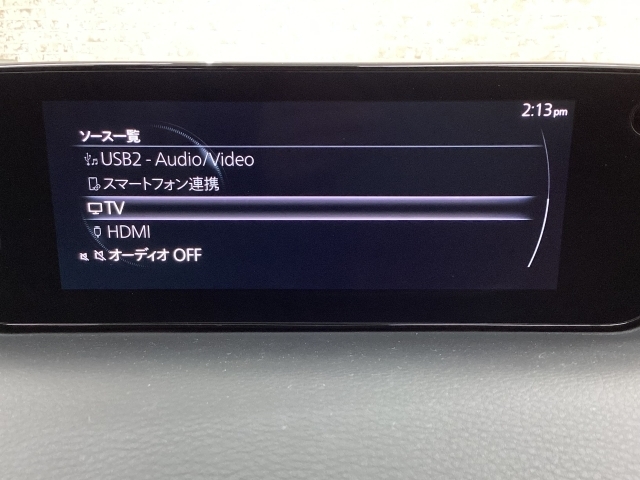 2:13pm
ソース一覧
USB2 - Audio/Video
スマートフォン連携
TV
HDMI
オーディオ OFF